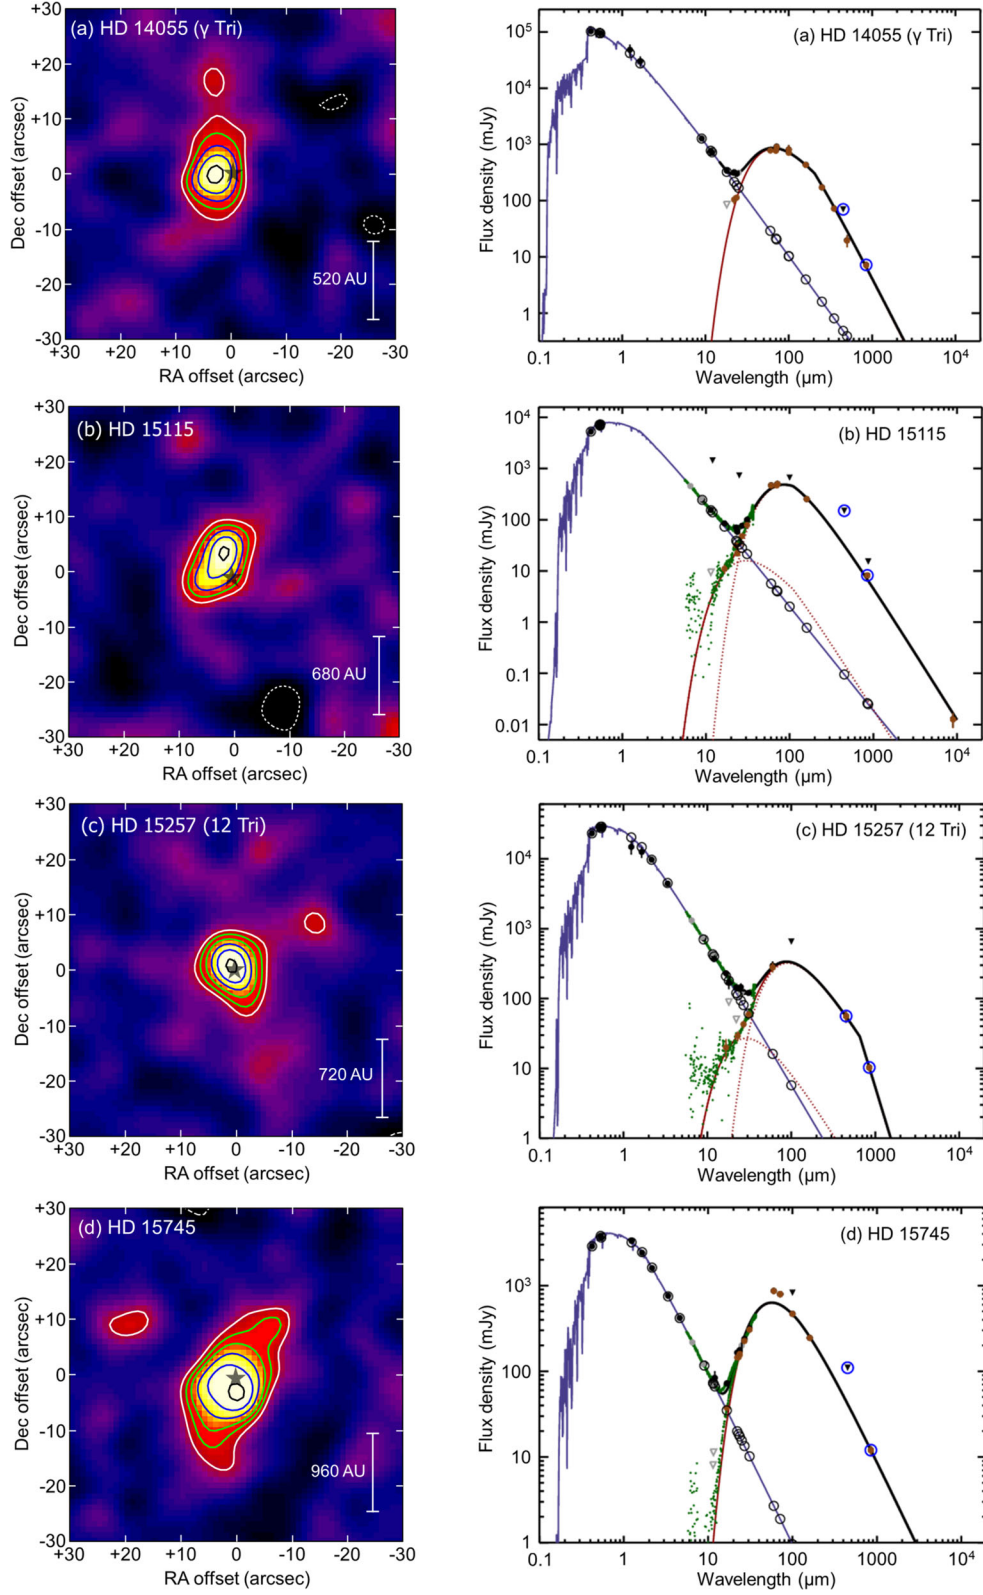 (a) HD 14055 (γ Tri)
+30
+20
+10
0
-10
-20
-30
Dec offset (arcsec)
520 AU
+30 +20 +10 0 -10 -20 -30
RA offset (arcsec)
(a) HD 14055 (γ Tri)
10⁵
10⁴
10³
100
10
1
Flux density (mJy)
0.1 1 10 100 1000 10⁴
Wavelength (µm)
(b) HD 15115
+30
+20
+10
0
-10
-20
-30
Dec offset (arcsec)
680 AU
+30 +20 +10 0 -10 -20 -30
RA offset (arcsec)
(b) HD 15115
10⁴
10³
100
10
1
0.1
0.01
Flux density (mJy)
0.1 1 10 100 1000 10⁴
Wavelength (µm)
(c) HD 15257 (12 Tri)
+30
+20
+10
0
-10
-20
-30
Dec offset (arcsec)
720 AU
+30 +20 +10 0 -10 -20 -30
RA offset (arcsec)
(c) HD 15257 (12 Tri)
10⁴
10³
100
10
1
Flux density (mJy)
0.1 1 10 100 1000 10⁴
Wavelength (µm)
(d) HD 15745
+30
+20
+10
0
-10
-20
-30
Dec offset (arcsec)
960 AU
+30 +20 +10 0 -10 -20 -30
RA offset (arcsec)
(d) HD 15745
10³
100
10
1
Flux density (mJy)
0.1 1 10 100 1000 10⁴
Wavelength (µm)